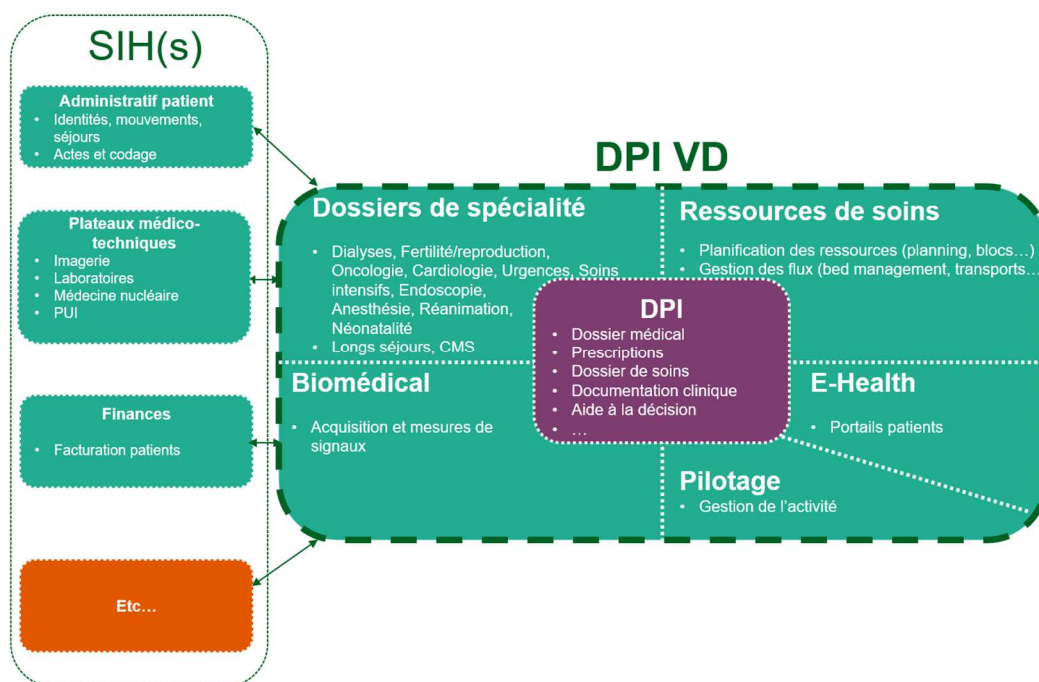 SIH(s)
Administratif patient
• Identités, mouvements,
séjours
• Actes et codage
Plateaux médico-
techniques
• Imagerie
• Laboratoires
• Médecine nucléaire
• PUI
Finances
• Facturation patients
Etc…
DPI VD
Dossiers de spécialité
• Dialyses, Fertilité/reproduction,
Oncologie, Cardiologie, Urgences, Soins
intensifs, Endoscopie,
Anesthésie, Réanimation,
Néonatalité
• Longs séjours, CMS
Ressources de soins
• Planification des ressources (planning, blocs…)
• Gestion des flux (bed management, transports…
DPI
• Dossier médical
• Prescriptions
• Dossier de soins
• Documentation clinique
• Aide à la décision
• …
Biomédical
• Acquisition et mesures de
signaux
E-Health
• Portails patients
Pilotage
• Gestion de l’activité